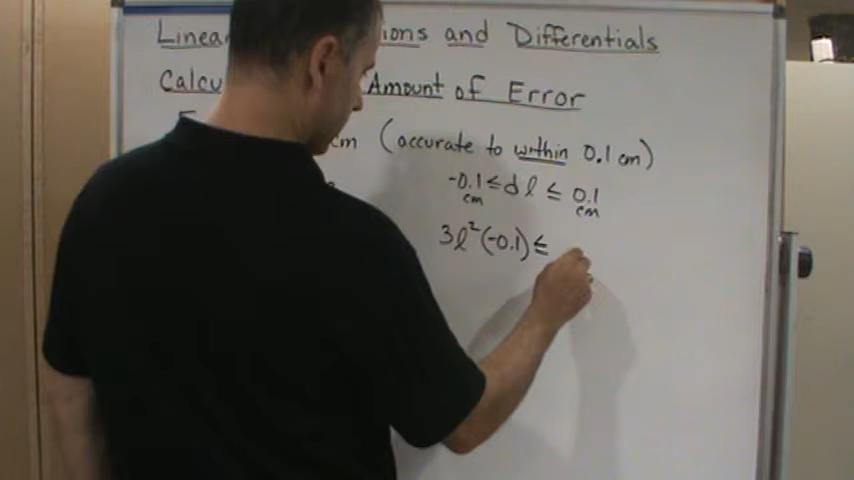 Linea ions and Differentials
Calcu Amount of Error
cm (accurate to within 0.1 cm)
-0.1 ≤ dl ≤ 0.1
cm cm
3l²(-0.1) ≤